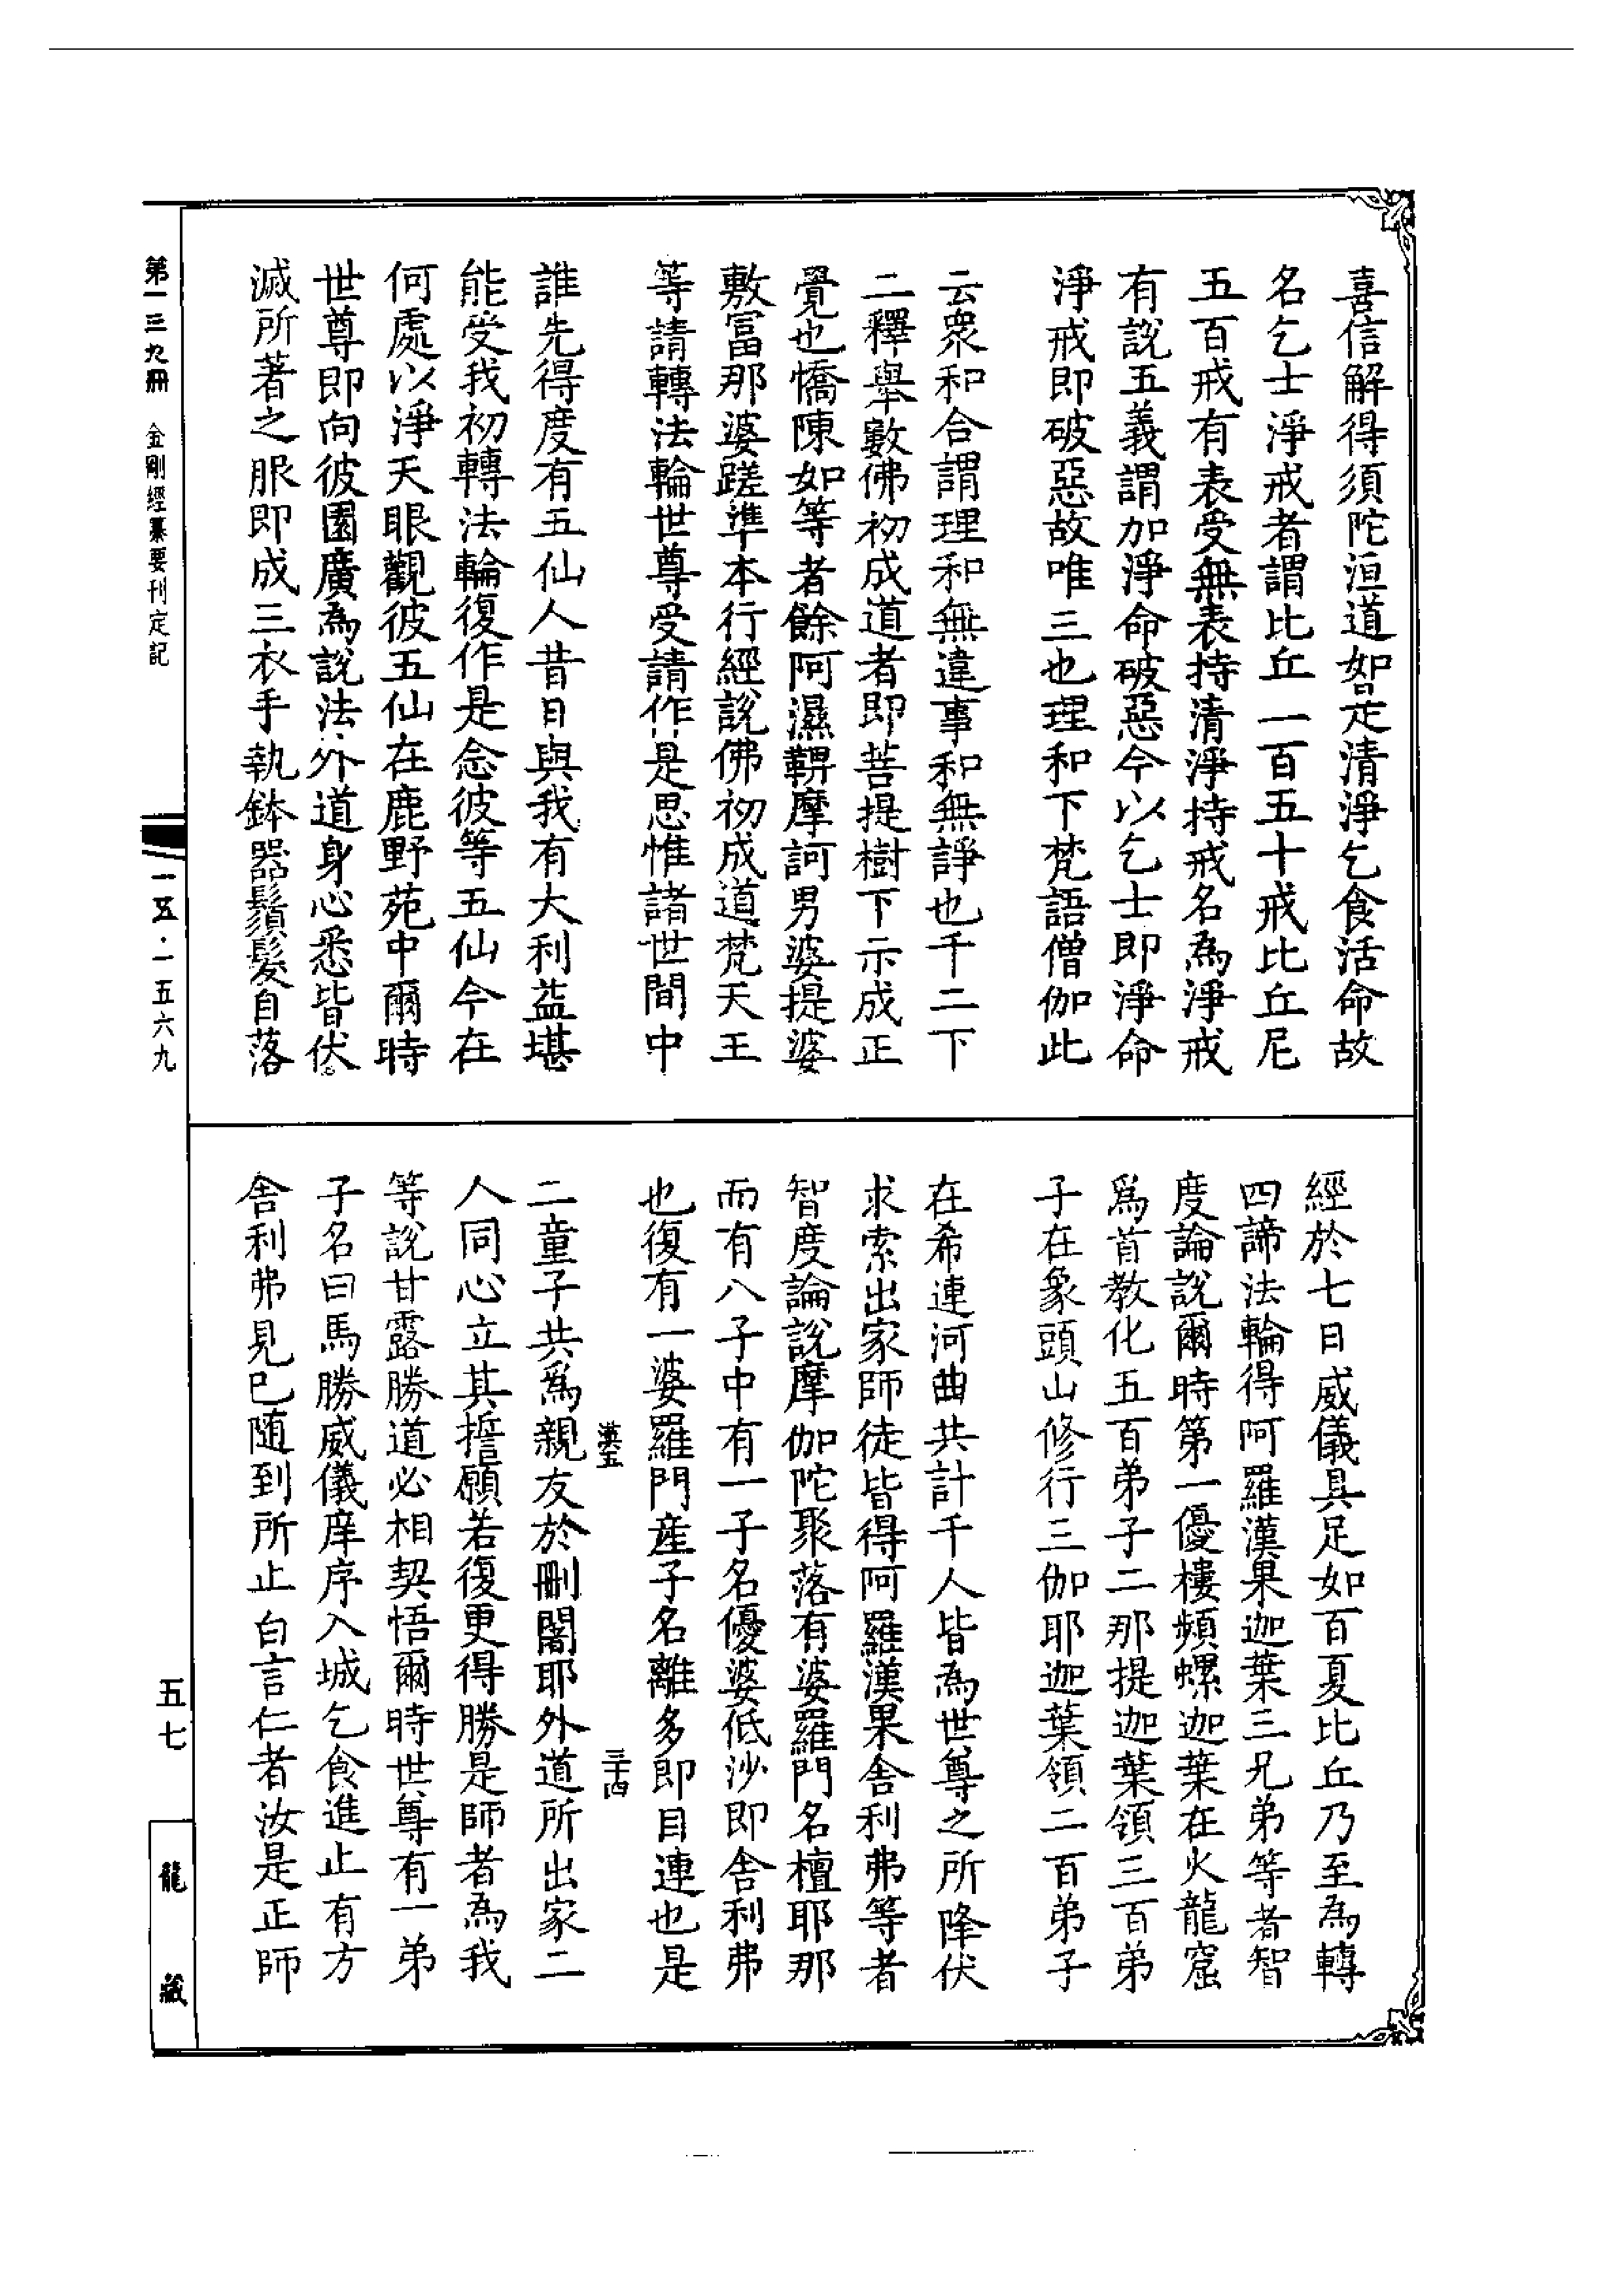 喜信解得須陀洹道如是清淨乞食活命故
名乞士淨戒者謂比丘二百五十戒比丘尼
五百戒有表受無表持清淨持戒名為淨戒
有說五義謂加淨命破惡今以乞士即淨命
淨戒即破惡故唯三也理和下梵語僧伽此
云衆和合謂理和無違事和無諍也千二下
二釋舉數佛初成道者即菩提樹下示成正
覺也憍陳如等者餘阿濕鞞摩訶男婆提婆
敷富那婆蹉準本行經說佛初成道梵天王
等請轉法輪世尊受請作是思惟諸世間中
誰先得度有五仙人昔日與我有大利益堪
能受我初轉法輪復作是念彼等五仙今在
何處以淨天眼觀彼五仙在鹿野苑中爾時
世尊即向彼園廣為說法外道身心悉皆伏
滅所著之服即成三衣手執鉢器鬚髮自落
經於七日威儀具足如百夏比丘乃至為轉
四諦法輪得阿羅漢果迦葉三兄弟等者智
度論說爾時第一優樓頻螺迦葉在火龍窟
爲首教化五百弟子二那提迦葉領三百弟
子在象頭山修行三伽耶迦葉領二百弟子
在希連河曲共計千人皆為世尊之所降伏
求索出家師徒皆得阿羅漢果舍利弗等者
智度論說摩伽陀聚落有婆羅門名檀耶那
而有八子中有一子名優婆低沙即舍利弗
也復有一婆羅門産子名離多即目連也是
漢五
三十四
二童子共爲親友於刪闍耶外道所出家二
人同心立其誓願若復更得勝是師者為我
等說甘露勝道必相契悟爾時世尊有一弟
子名曰馬勝威儀庠序入城乞食進止有方
舍利弗見已随到所止白言仁者汝是正師
第一三九冊
金剛經纂要刊定記
一五·一五六九
五七
龍藏